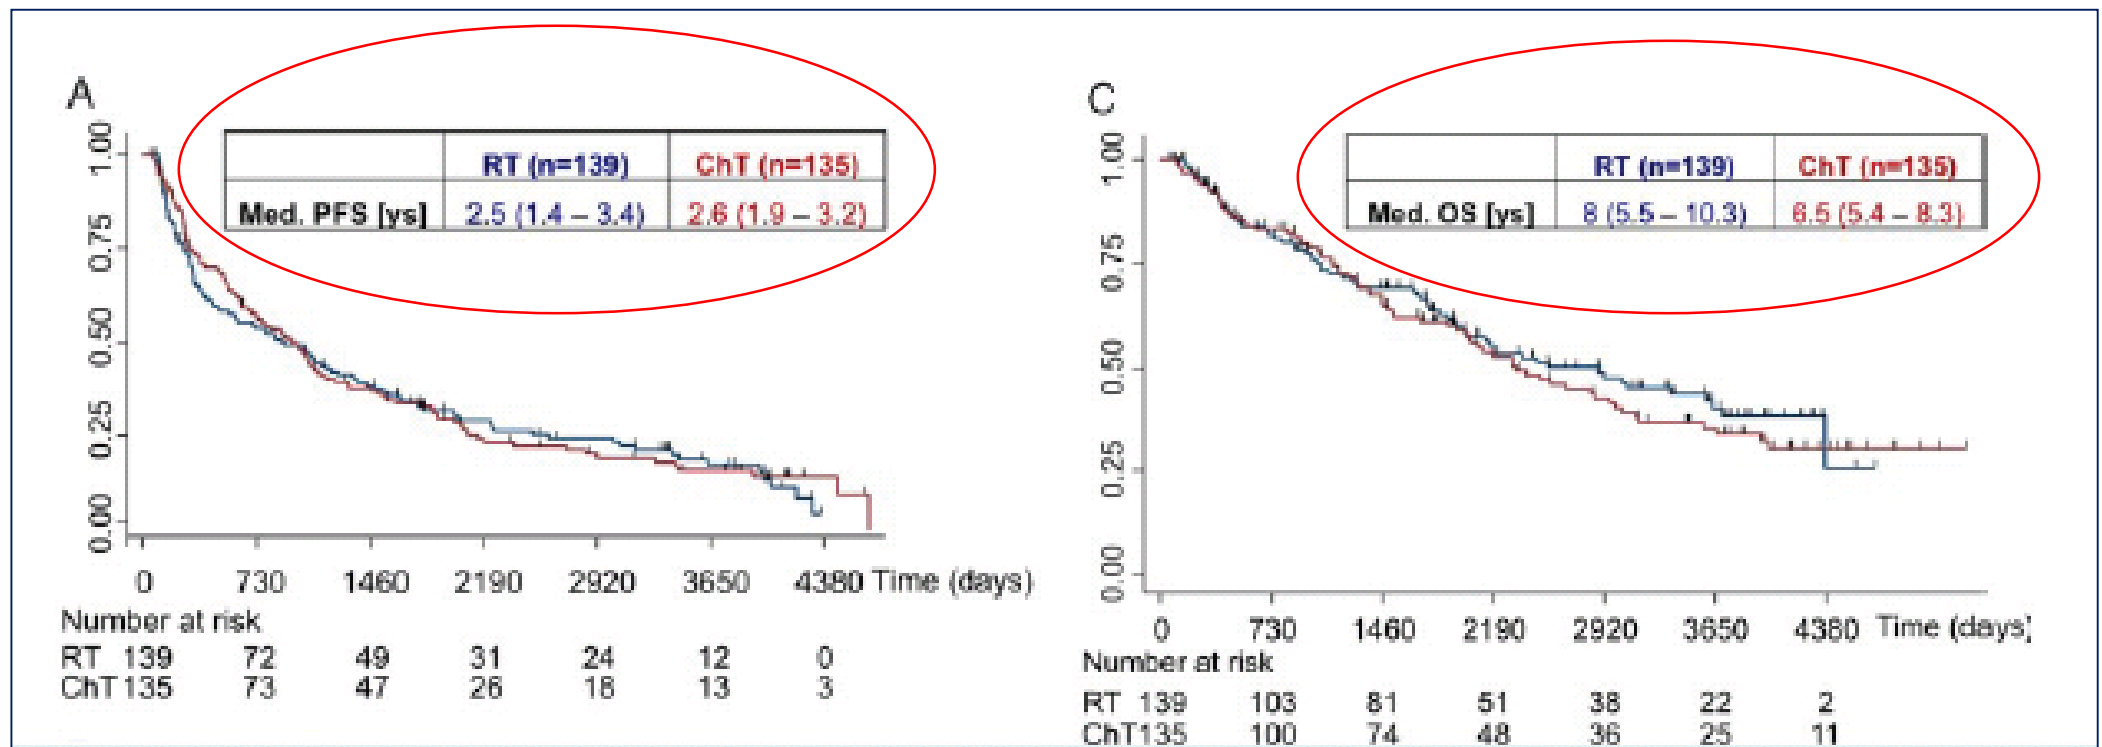 A
RT (n=139) ChT (n=135)
Med. PFS [ys] 2.5 (1.4 – 3.4) 2.6 (1.9 – 3.2)
1.00
0.75
0.50
0.25
0.00
0 730 1460 2190 2920 3650 4380 Time (days)
Number at risk
RT 139 72 49 31 24 12 0
ChT 135 73 47 26 18 13 3
C
RT (n=139) ChT (n=135)
Med. OS [ys] 8 (5.5 – 10.3) 6.5 (5.4 – 8.3)
1.00
0.75
0.50
0.25
0.00
0 730 1460 2190 2920 3650 4380 Time (days)
Number at risk
RT 139 103 81 51 38 22 2
ChT135 100 74 48 36 25 11